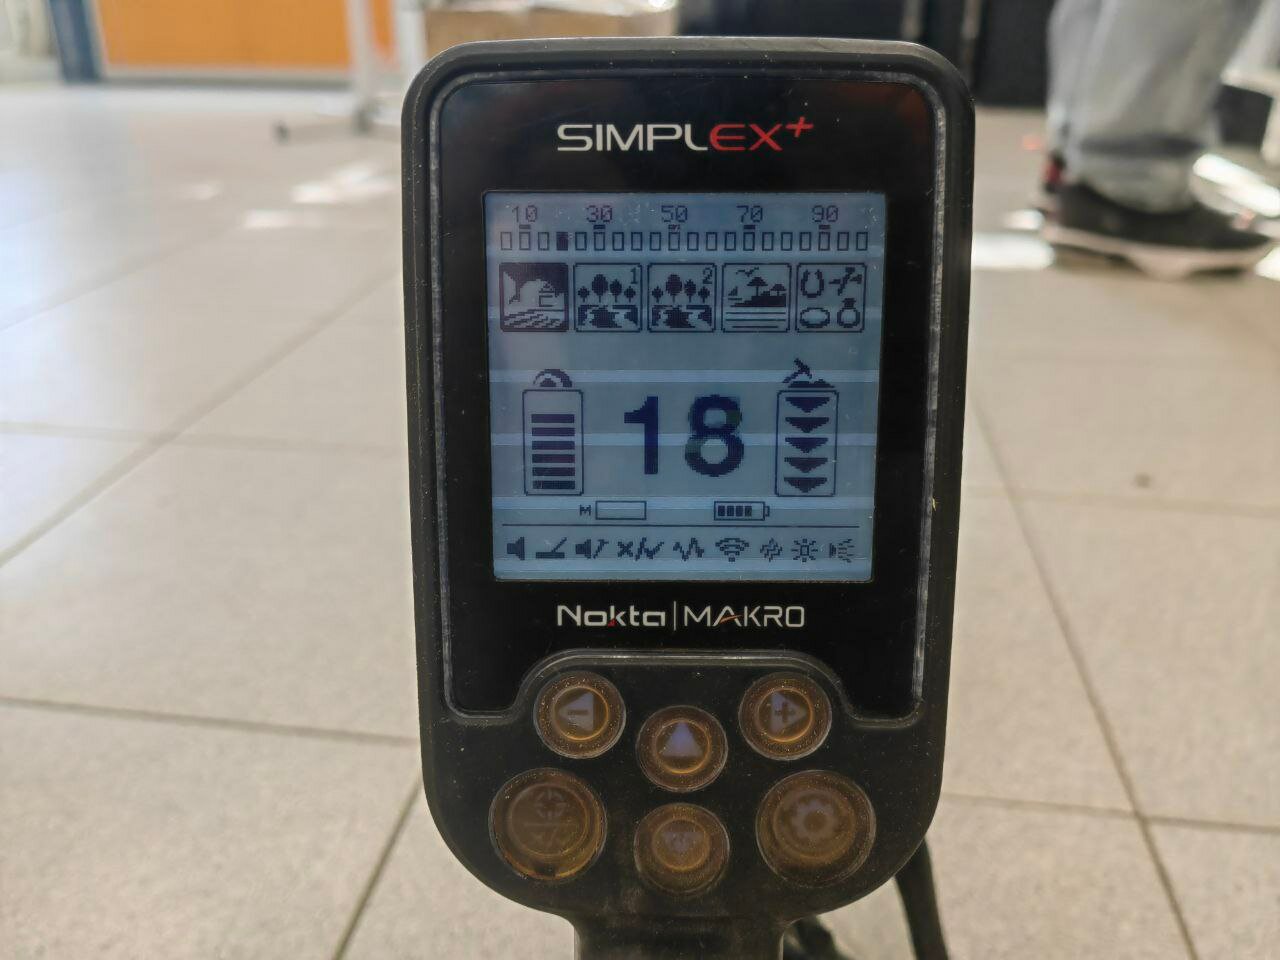 SIMPLEX+
10 30 50 70 90
1 2
18
M
Nokta|MAKRO
- +